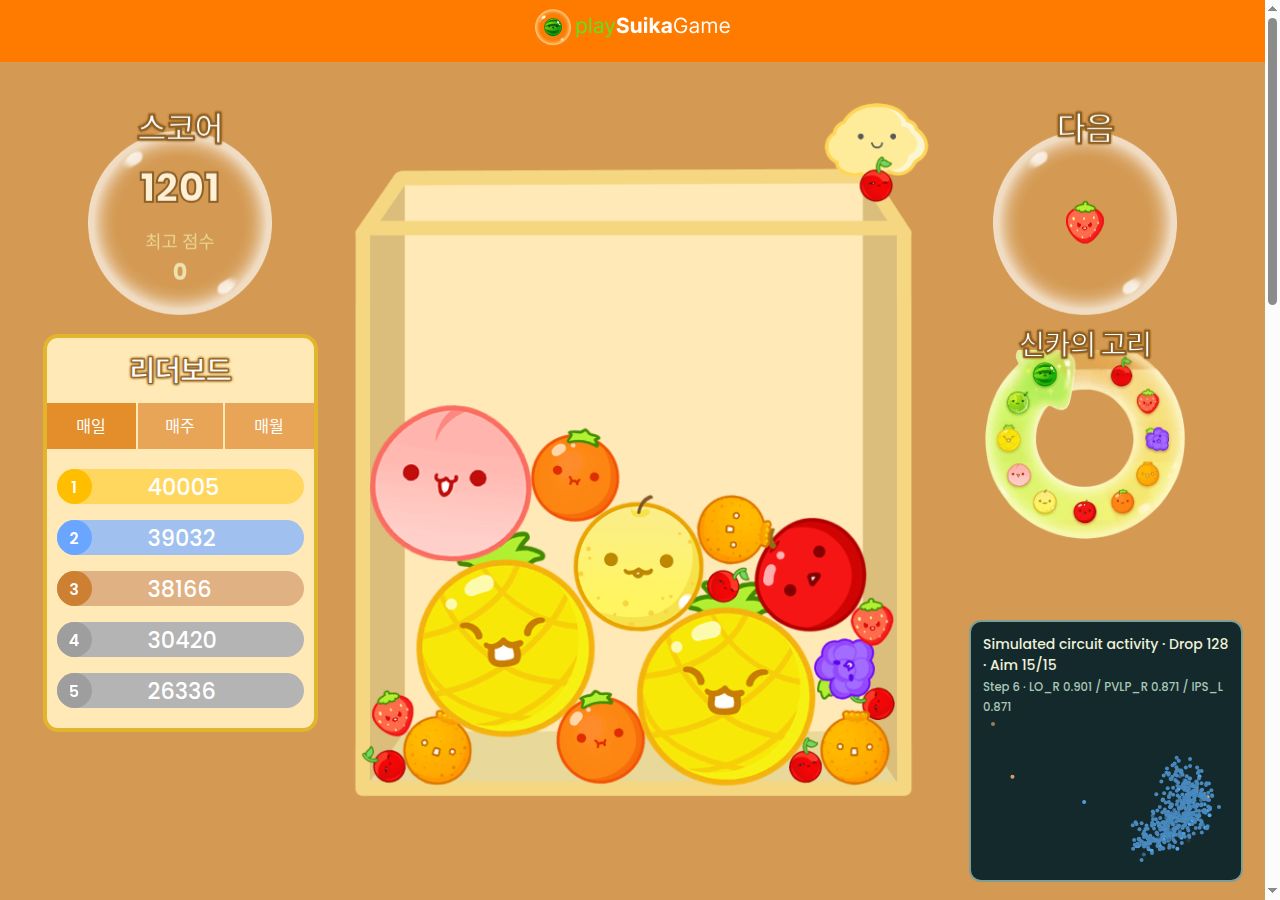 playSuikaGame
스코어
1201
최고 점수
0
리더보드
매일 매주 매월
1 40005
2 39032
3 38166
4 30420
5 26336
다음
신카의 고리
Simulated circuit activity · Drop 128
· Aim 15/15
Step 6 · LO_R 0.901 / PVLP_R 0.871 / IPS_L
0.871